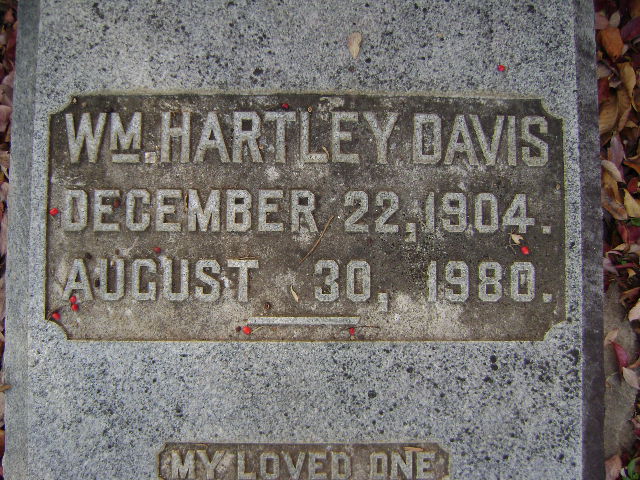 WM. HARTLEY DAVIS
DECEMBER 22, 1904.
AUGUST 30, 1980.
MY LOVED ONE